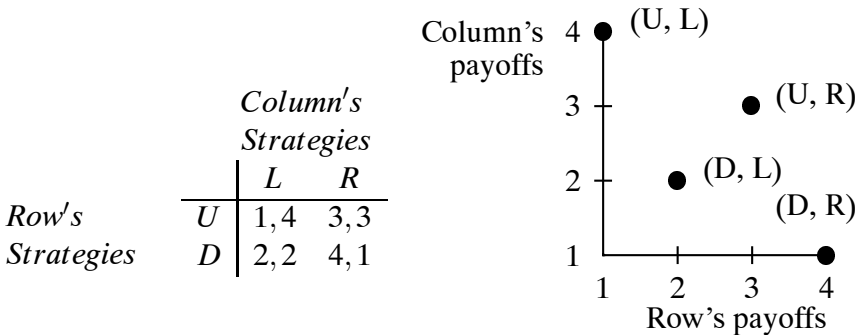 Column's
Strategies
L R
Row's
Strategies
U 1,4 3,3
D 2,2 4,1
Column's
payoffs
4
3
2
1
(U, L)
(U, R)
(D, L)
(D, R)
1 2 3 4
Row's payoffs